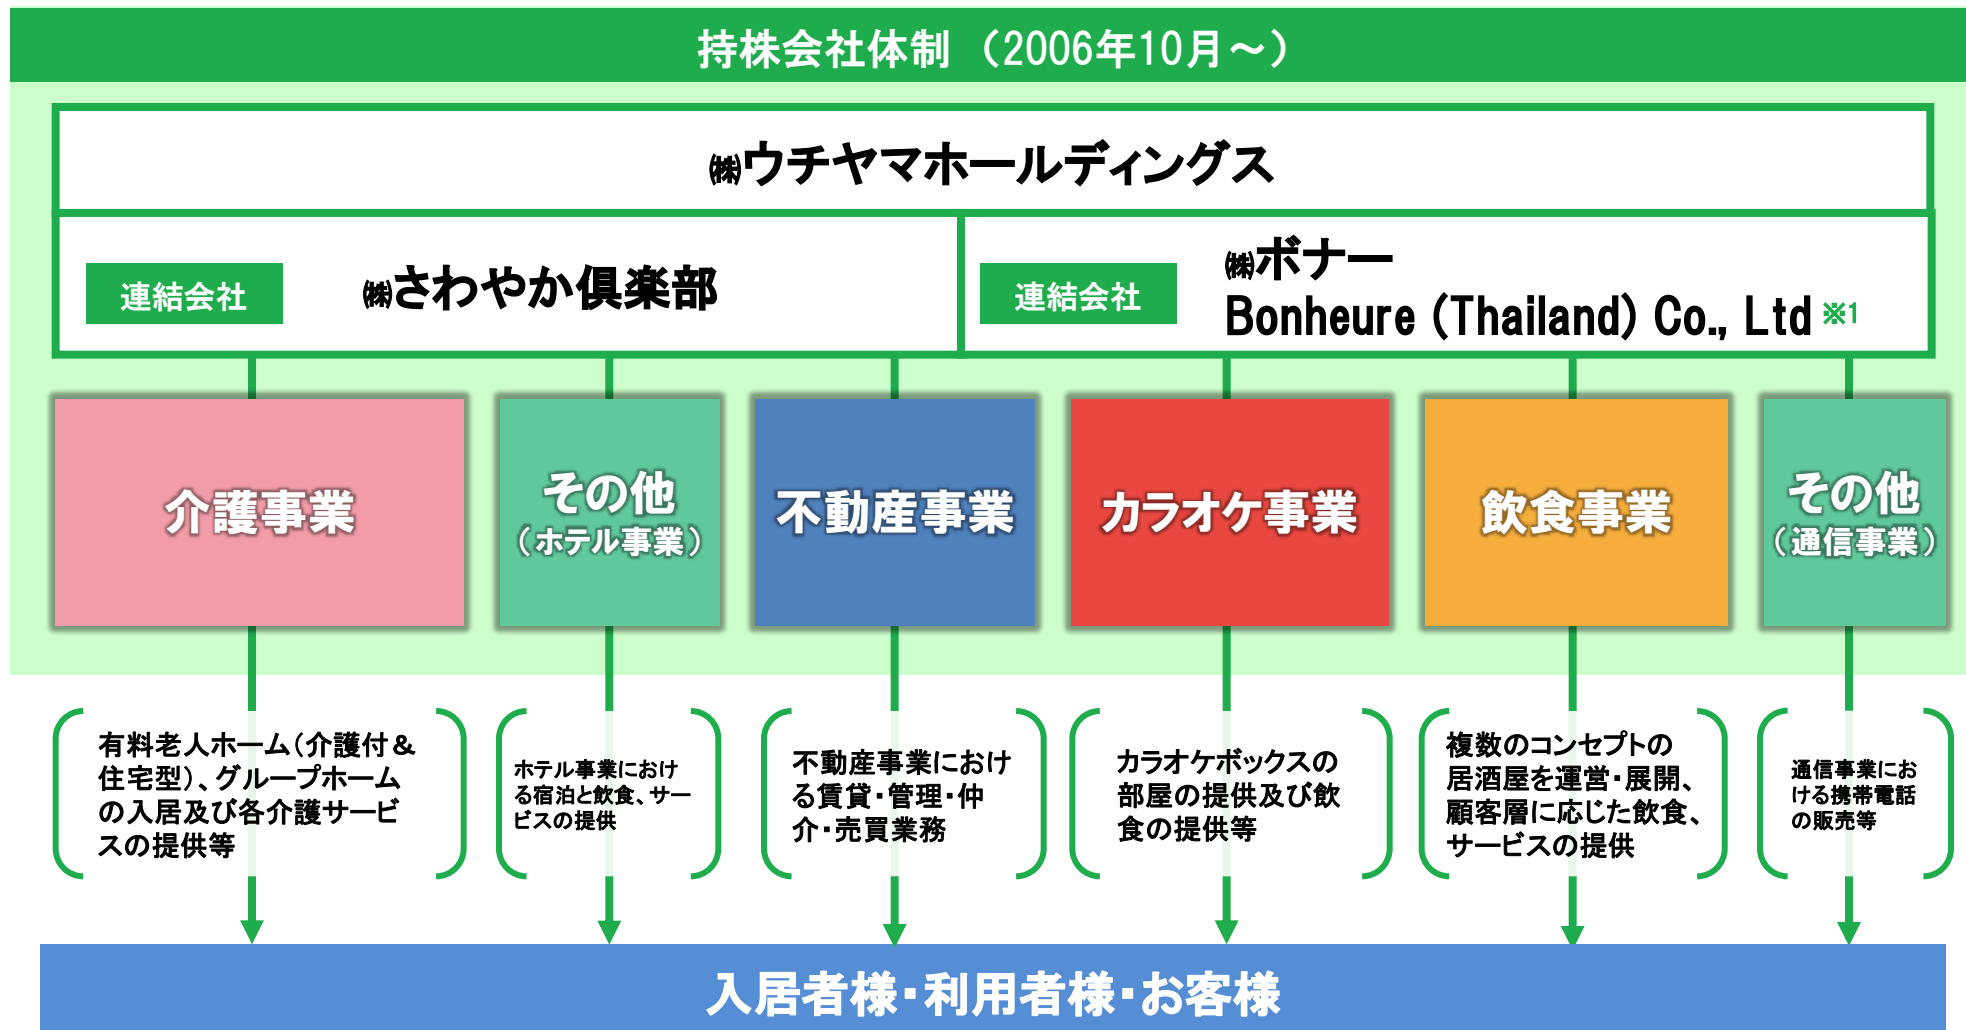 持株会社体制 （2006年10月～）
㈱ウチヤマホールディングス
連結会社
㈱さわやか倶楽部
連結会社
㈱ボナー
Bonheure (Thailand) Co., Ltd ※1
介護事業
その他
（ホテル事業）
不動産事業
カラオケ事業
飲食事業
その他
（通信事業）
有料老人ホーム（介護付＆
住宅型）、グループホーム
の入居及び各介護サービ
スの提供等
ホテル事業におけ
る宿泊と飲食、サー
ビスの提供
不動産事業におけ
る賃貸・管理・仲
介・売買業務
カラオケボックスの
部屋の提供及び飲
食の提供等
複数のコンセプトの
居酒屋を運営・展開、
顧客層に応じた飲食、
サービスの提供
通信事業にお
ける携帯電話
の販売等
入居者様・利用者様・お客様